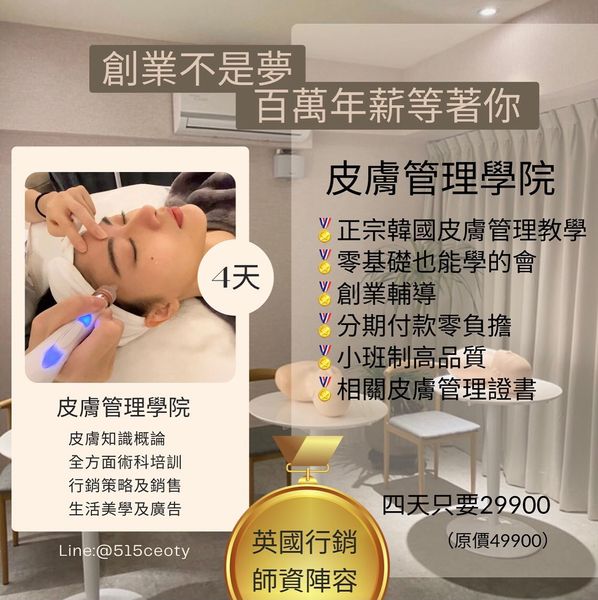 創業不是夢
百萬年薪等著你
皮膚管理學院
正宗韓國皮膚管理教學
零基礎也能學的會
創業輔導
分期付款零負擔
小班制高品質
相關皮膚管理證書
4天
皮膚管理學院
皮膚知識概論
全方面術科培訓
行銷策略及銷售
生活美學及廣告
Line:@515ceoty
英國行銷
師資陣容
四天只要29900
（原價49900）